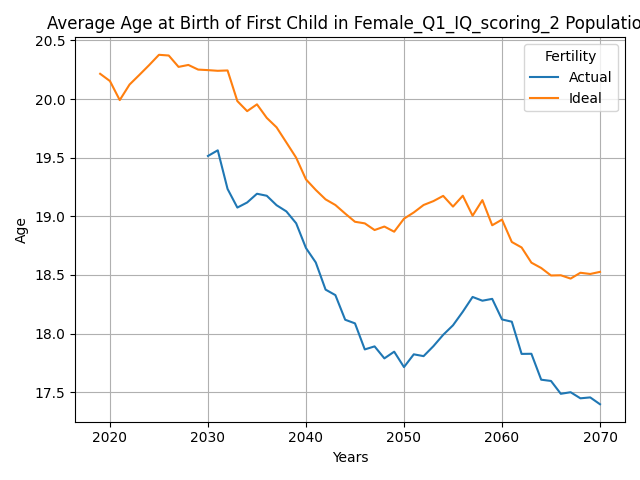 Average Age at Birth of First Child in Female_Q1_IQ_scoring_2 Populatio
20.5
20.0
19.5
19.0
18.5
18.0
17.5
Age
Fertility
Actual
Ideal
2020 2030 2040 2050 2060 2070
Years